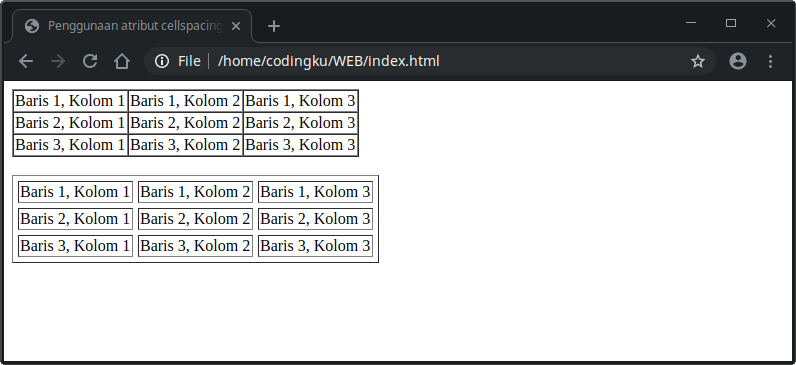 Penggunaan atribut cellspacing
File /home/codingku/WEB/index.html
Baris 1, Kolom 1 Baris 1, Kolom 2 Baris 1, Kolom 3
Baris 2, Kolom 1 Baris 2, Kolom 2 Baris 2, Kolom 3
Baris 3, Kolom 1 Baris 3, Kolom 2 Baris 3, Kolom 3
Baris 1, Kolom 1 Baris 1, Kolom 2 Baris 1, Kolom 3
Baris 2, Kolom 1 Baris 2, Kolom 2 Baris 2, Kolom 3
Baris 3, Kolom 1 Baris 3, Kolom 2 Baris 3, Kolom 3